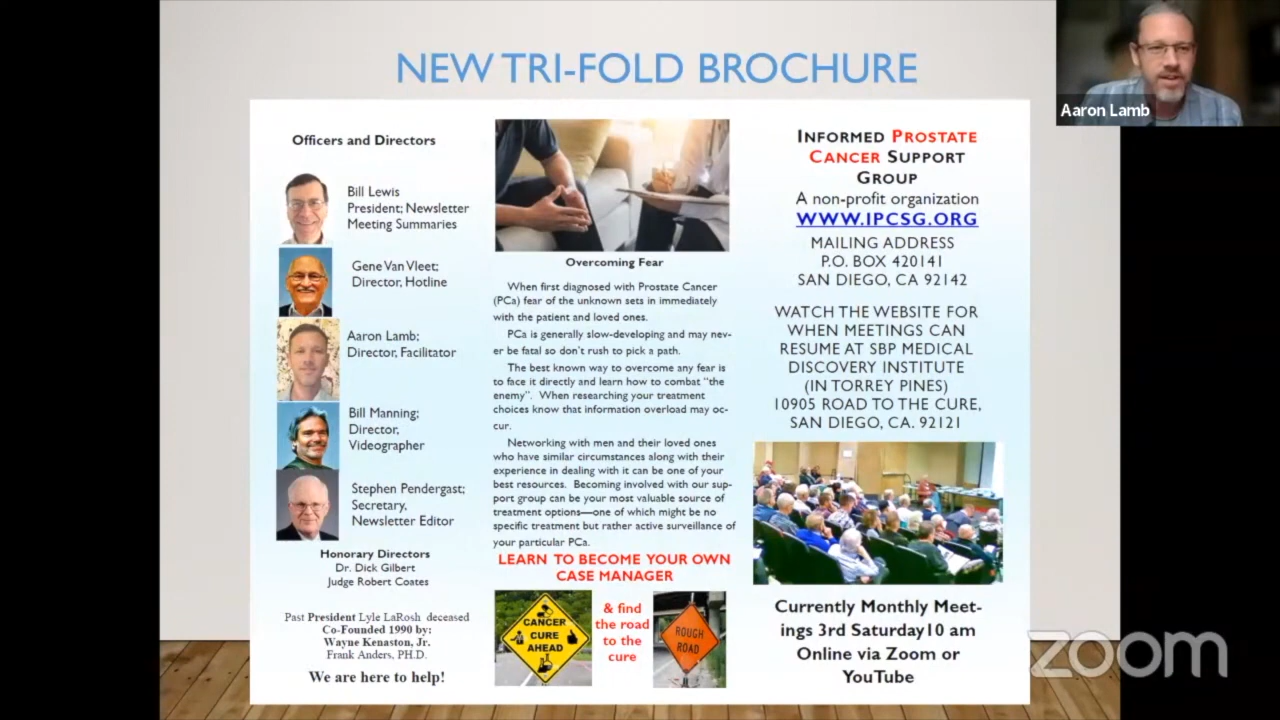 NEW TRI-FOLD BROCHURE
Aaron Lamb
Officers and Directors
Bill Lewis
President; Newsletter
Meeting Summaries
Gene Van Vleet;
Director, Hotline
Aaron Lamb;
Director, Facilitator
Bill Manning;
Director,
Videographer
Stephen Pendergast;
Secretary,
Newsletter Editor
Honorary Directors
Dr. Dick Gilbert
Judge Robert Coates
Past President Lyle LaRosh deceased
Co-Founded 1990 by:
Wayne Kenaston, Jr.
Frank Anders, PH.D.
We are here to help!
Overcoming Fear
When first diagnosed with Prostate Cancer
(PCa) fear of the unknown sets in immediately
with the patient and loved ones.
PCa is generally slow-developing and may nev-
er be fatal so don't rush to pick a path.
The best known way to overcome any fear is
to face it directly and learn how to combat "the
enemy". When researching your treatment
choices know that information overload may oc-
cur.
Networking with men and their loved ones
who have similar circumstances along with their
experience in dealing with it can be one of your
best resources. Becoming involved with our sup-
port group can be your most valuable source of
treatment options—one of which might be no
specific treatment but rather active surveillance of
your particular PCa.
LEARN TO BECOME YOUR OWN
CASE MANAGER
CANCER
CURE
AHEAD
& find
the road
to the
cure
ROUGH
ROAD
INFORMED PROSTATE
CANCER SUPPORT
GROUP
A non-profit organization
WWW.IPCSG.ORG
MAILING ADDRESS
P.O. BOX 420141
SAN DIEGO, CA 92142
WATCH THE WEBSITE FOR
WHEN MEETINGS CAN
RESUME AT SBP MEDICAL
DISCOVERY INSTITUTE
(IN TORREY PINES)
10905 ROAD TO THE CURE,
SAN DIEGO, CA. 92121
Currently Monthly Meet-
ings 3rd Saturday10 am
Online via Zoom or
YouTube
zoom